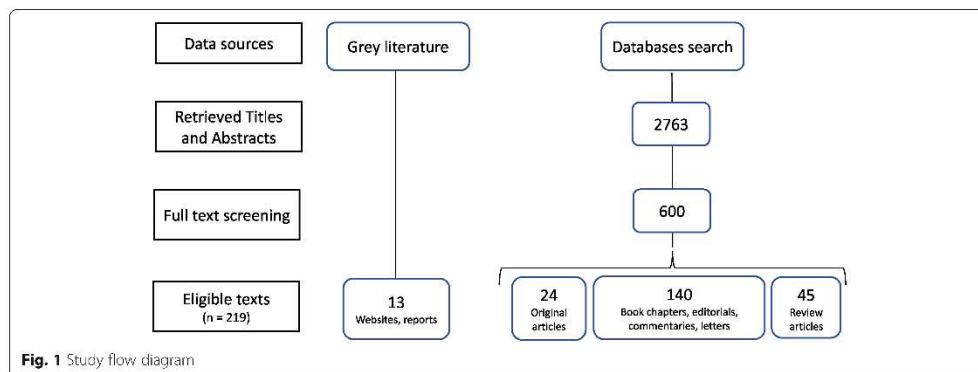 Data sources
Grey literature
Databases search
Retrieved Titles
and Abstracts
2763
Full text screening
600
Eligible texts
(n = 219)
13
Websites, reports
24
Original
articles
140
Book chapters, editorials,
commentaries, letters
45
Review
articles
Fig. 1 Study flow diagram